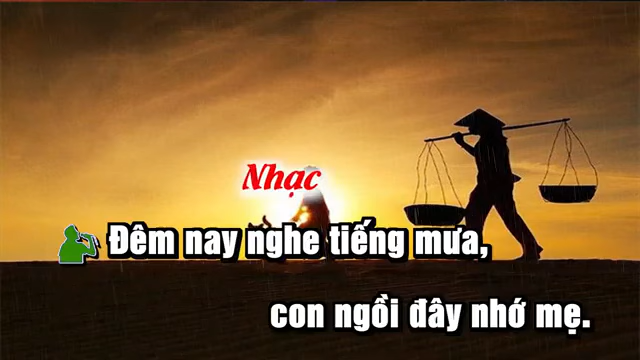 Nhạc
Đêm nay nghe tiếng mưa,
con ngồi đây nhớ mẹ.